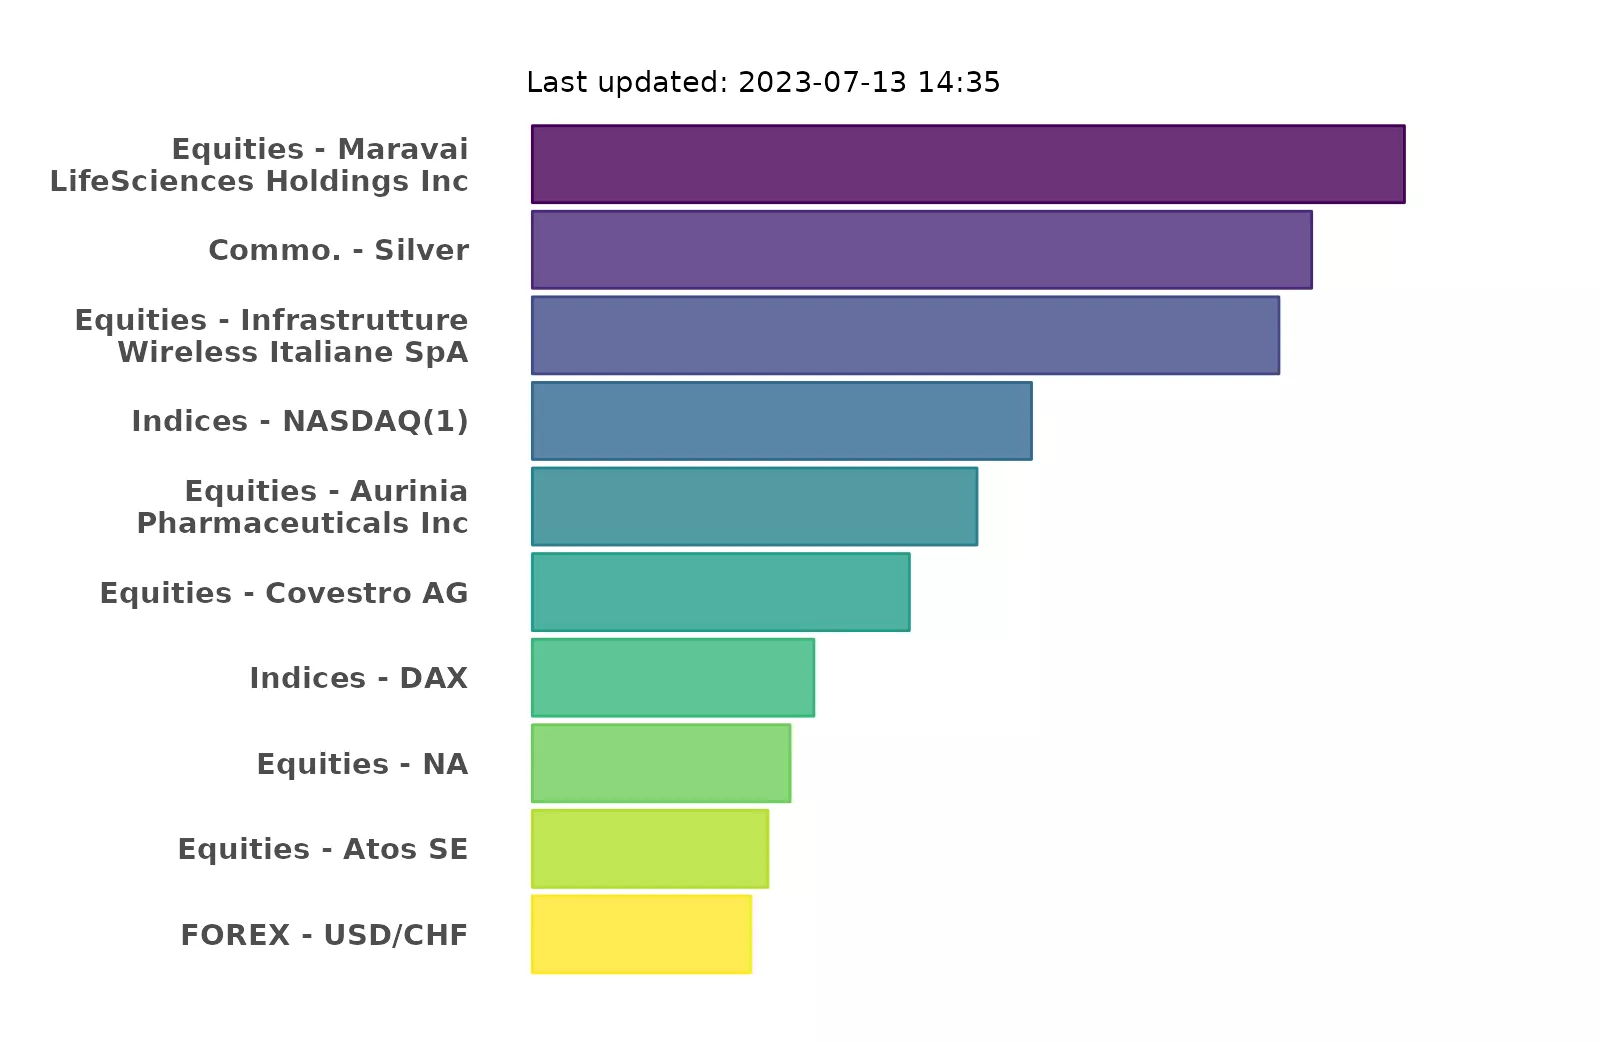 Last updated: 2023-07-13 14:35
Equities - Maravai
LifeSciences Holdings Inc
Commo. - Silver
Equities - Infrastrutture
Wireless Italiane SpA
Indices - NASDAQ(1)
Equities - Aurinia
Pharmaceuticals Inc
Equities - Covestro AG
Indices - DAX
Equities - NA
Equities - Atos SE
FOREX - USD/CHF